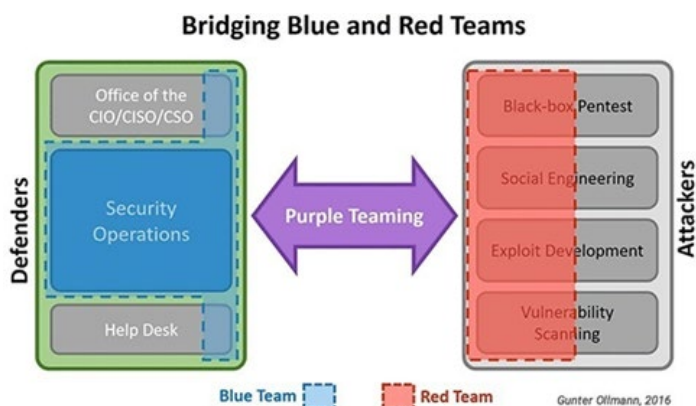 Bridging Blue and Red Teams
Defenders
Office of the
CIO/CISO/CSO
Security
Operations
Help Desk
Purple Teaming
Black-box Pentest
Social Engineering
Exploit Development
Vulnerability
Scanning
Attackers
Blue Team
Red Team
Gunter Ollmann, 2016